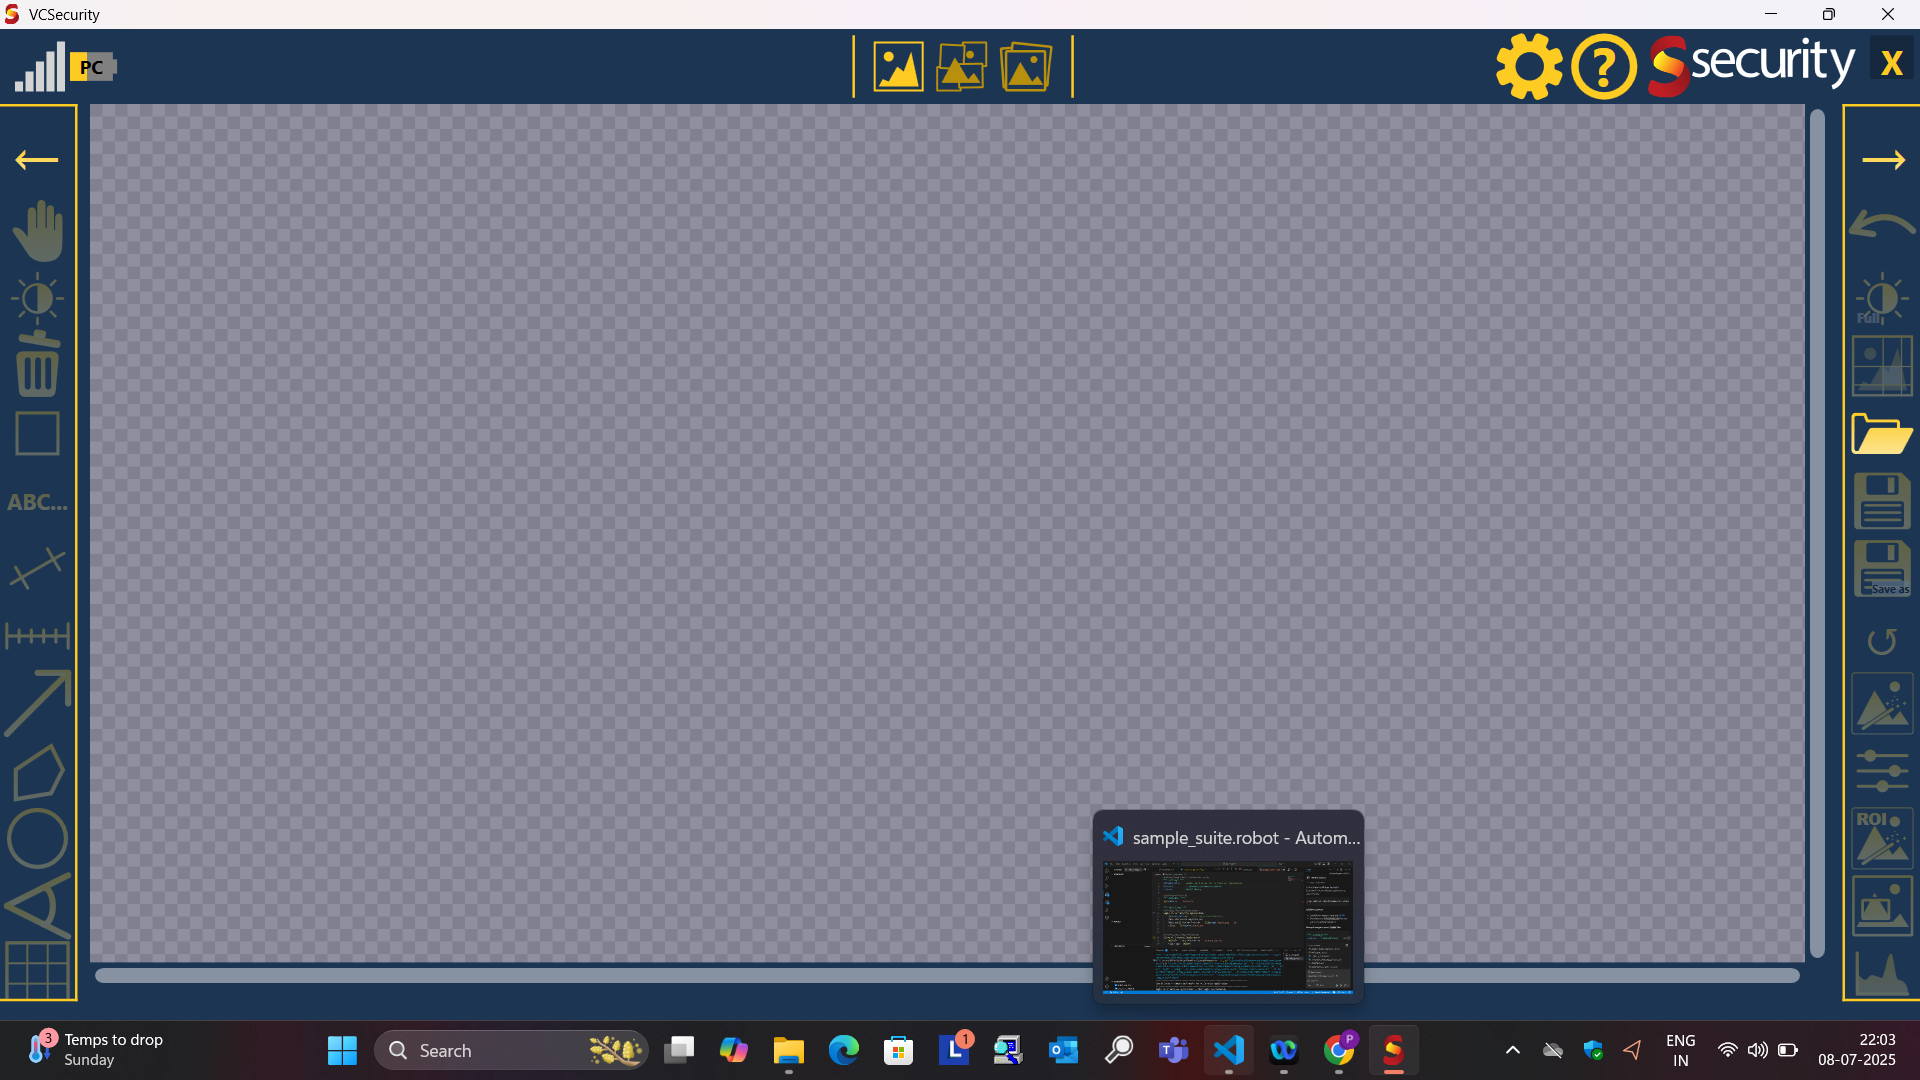 VCSecurity
PC
Ssecurity
X
Full
ABC...
Save as
ROI
sample_suite.robot - Autom...
3
Temps to drop
Sunday
Search
L
1
P
ENG
IN
22:03
08-07-2025